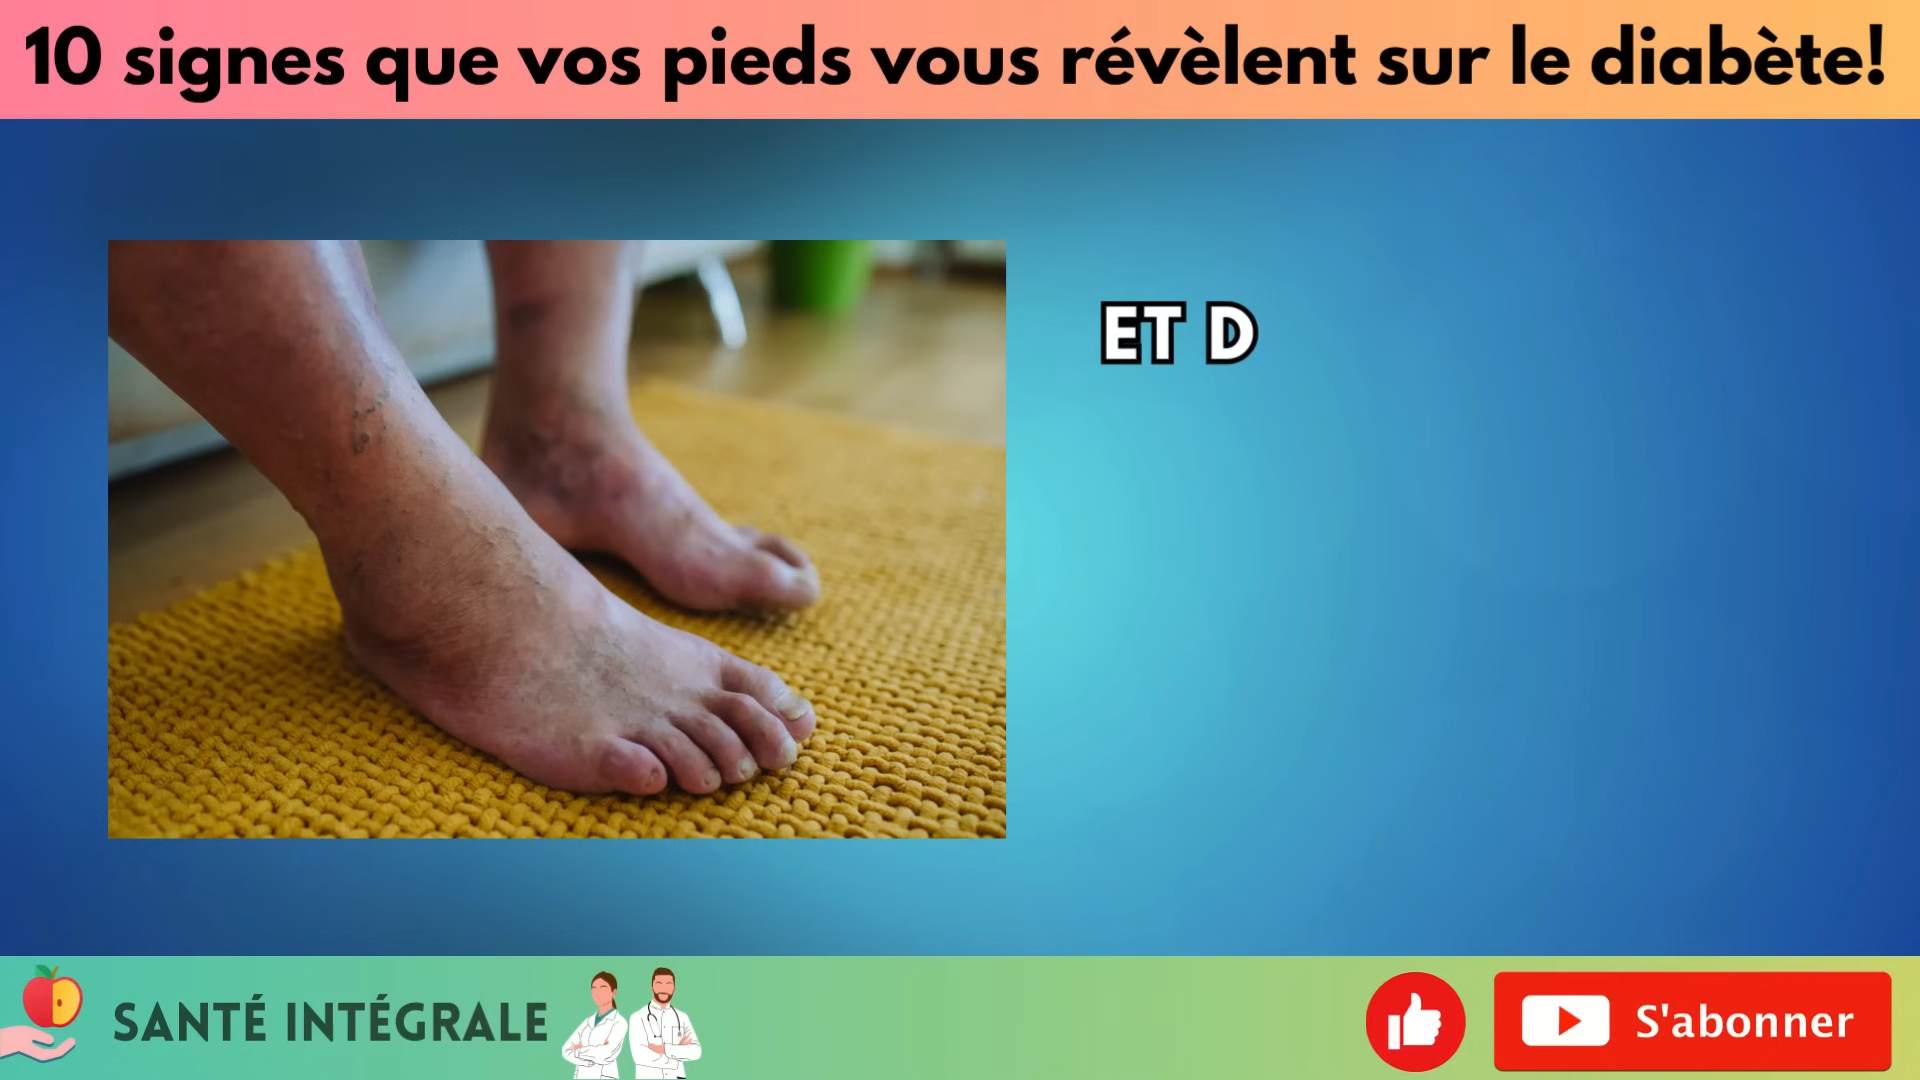 10 signes que vos pieds vous révèlent sur le diabète!
ET D
SANTÉ INTÉGRALE
S'abonner